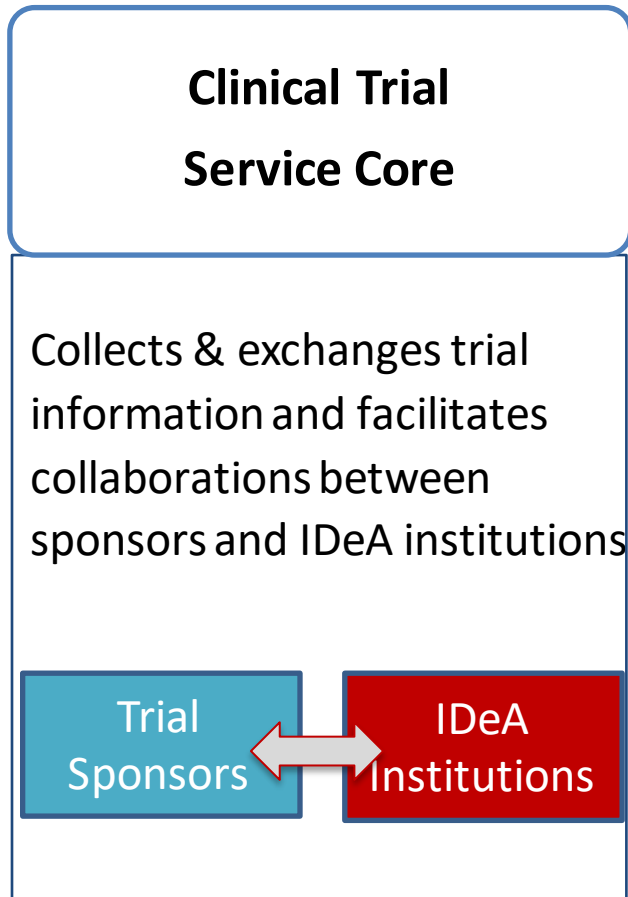 Clinical Trial
Service Core
Collects & exchanges trial
information and facilitates
collaborations between
sponsors and IDeA institutions
Trial
Sponsors
IDeA
Institutions